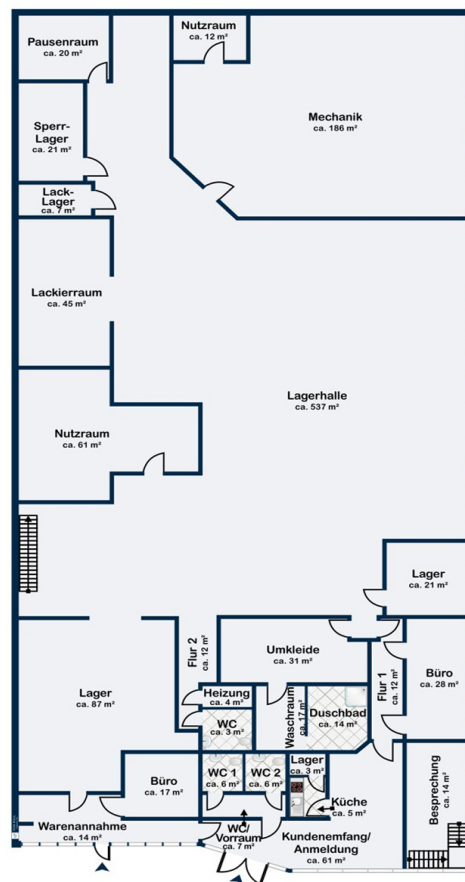 Pausenraum
ca. 20 m²
Nutzraum
ca. 12 m²
Mechanik
ca. 186 m²
Sperr-
Lager
ca. 21 m²
Lack-
Lager
ca. 7 m²
Lackierraum
ca. 45 m²
Lagerhalle
ca. 537 m²
Nutzraum
ca. 61 m²
Lager
ca. 21 m²
Flur 2
ca. 12 m²
Umkleide
ca. 31 m²
Flur 1
ca. 12 m²
Büro
ca. 28 m²
Lager
ca. 87 m²
Heizung
ca. 4 m²
WC
ca. 3 m²
Waschraum
ca. 17 m²
Duschbad
ca. 14 m²
Büro
ca. 17 m²
WC 1
ca. 6 m²
WC 2
ca. 6 m²
Lager
ca. 3 m²
Küche
ca. 5 m²
Besprechung
ca. 14 m²
Warenannahme
ca. 14 m²
WC/
Vorraum
ca. 7 m²
Kundenemfang/
Anmeldung
ca. 61 m²